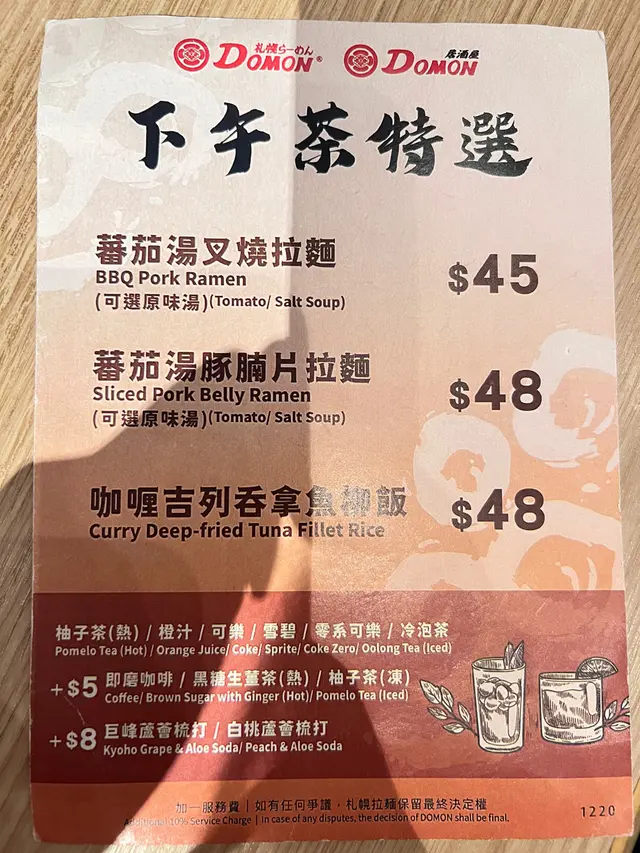 札幌らーめん
DOMON®
居酒屋
DOMON
下午茶特選
蕃茄湯叉燒拉麵
BBQ Pork Ramen
(可選原味湯)(Tomato/ Salt Soup)
$45
蕃茄湯豚腩片拉麵
Sliced Pork Belly Ramen
(可選原味湯)(Tomato/ Salt Soup)
$48
咖喱吉列吞拿魚柳飯
Curry Deep-fried Tuna Fillet Rice
$48
柚子茶(熱) / 橙汁 / 可樂 / 雪碧 / 零系可樂 / 冷泡茶
Pomelo Tea (Hot) / Orange Juice/ Coke/ Sprite/ Coke Zero/ Oolong Tea (Iced)
+$5 即磨咖啡 / 黑糖生薑茶(熱) / 柚子茶(凍)
Coffee/ Brown Sugar with Ginger (Hot)/ Pomelo Tea (Iced)
+$8 巨峰蘆薈梳打 / 白桃蘆薈梳打
Kyoho Grape & Aloe Soda/ Peach & Aloe Soda
加一服務費 | 如有任何爭議，札幌拉麵保留最終決定權
Additional 10% Service Charge | In case of any disputes, the decision of DOMON shall be final.
1220